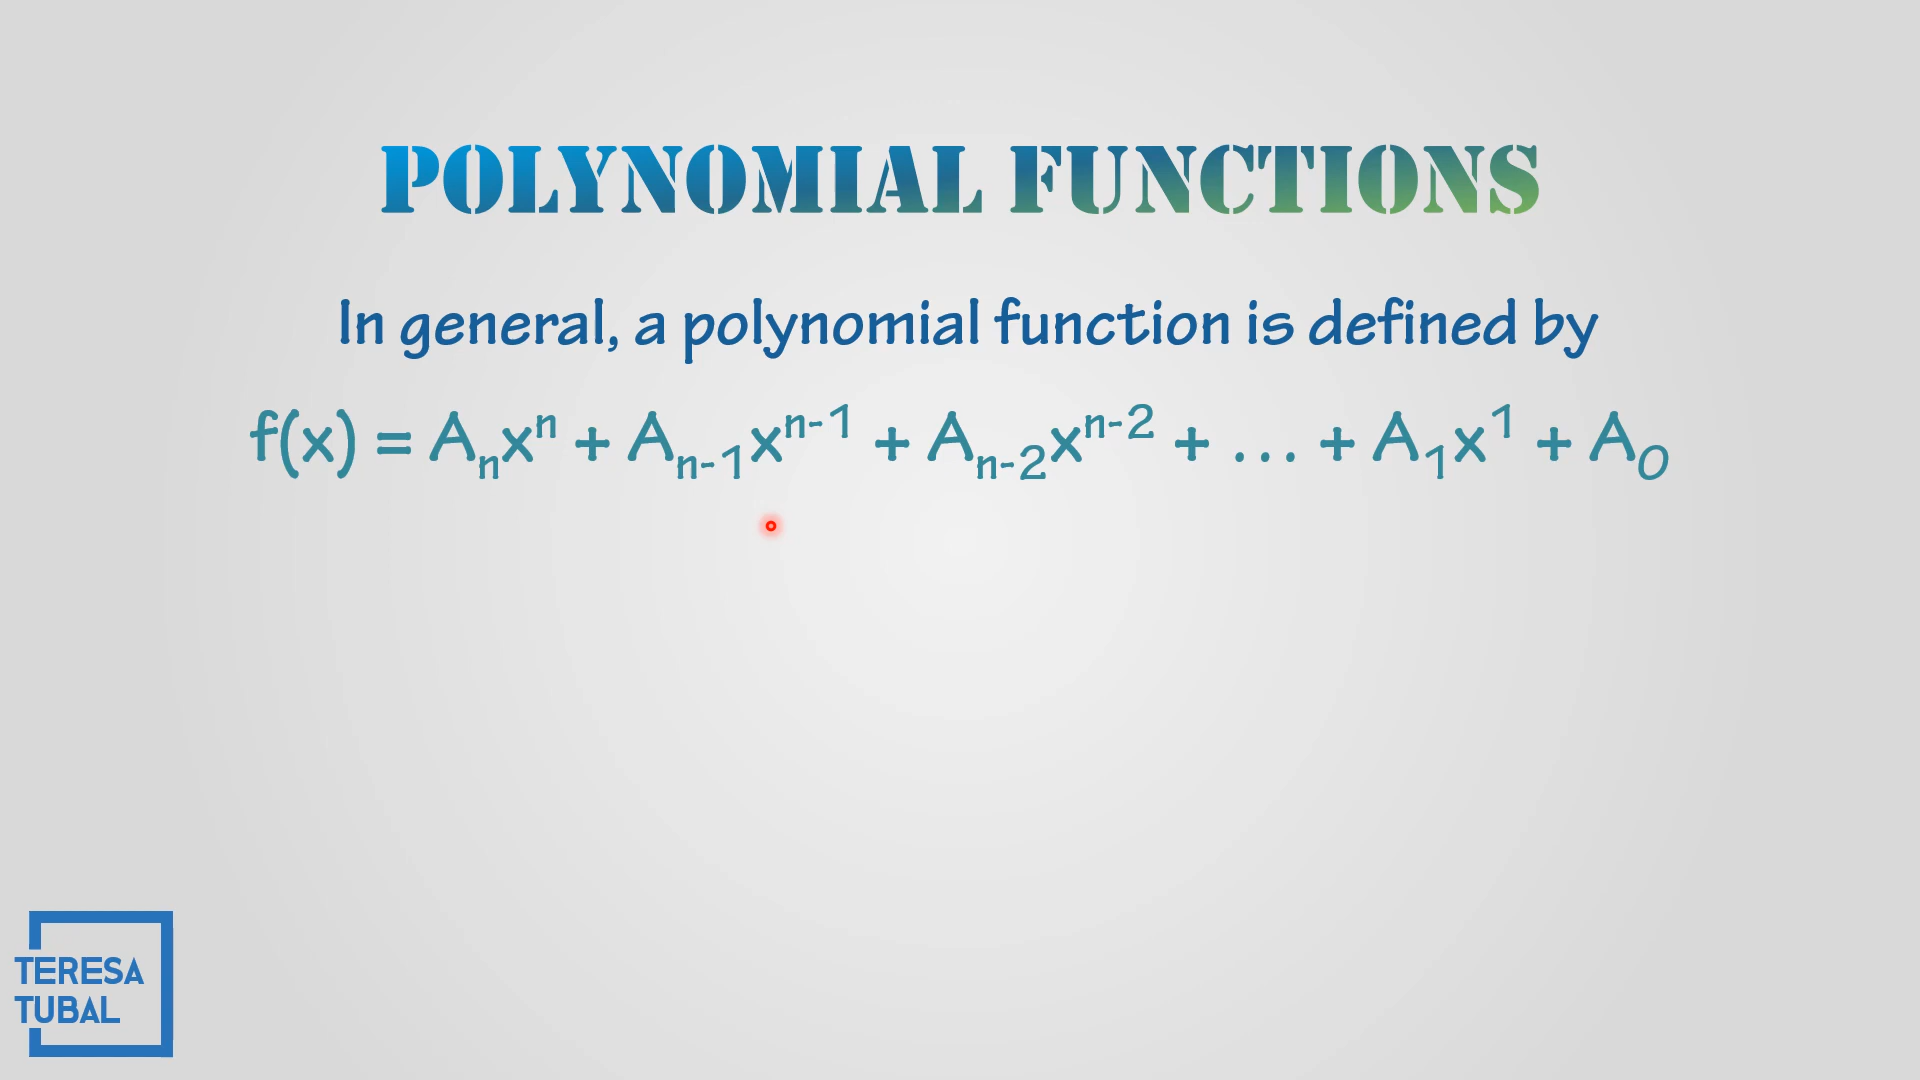 POLYNOMIAL FUNCTIONS
In general, a polynomial function is defined by
f(x) = Aₙxⁿ + Aₙ₋₁xⁿ⁻¹ + Aₙ₋₂xⁿ⁻² + ... + A₁x¹ + A₀
TERESA
TUBAL